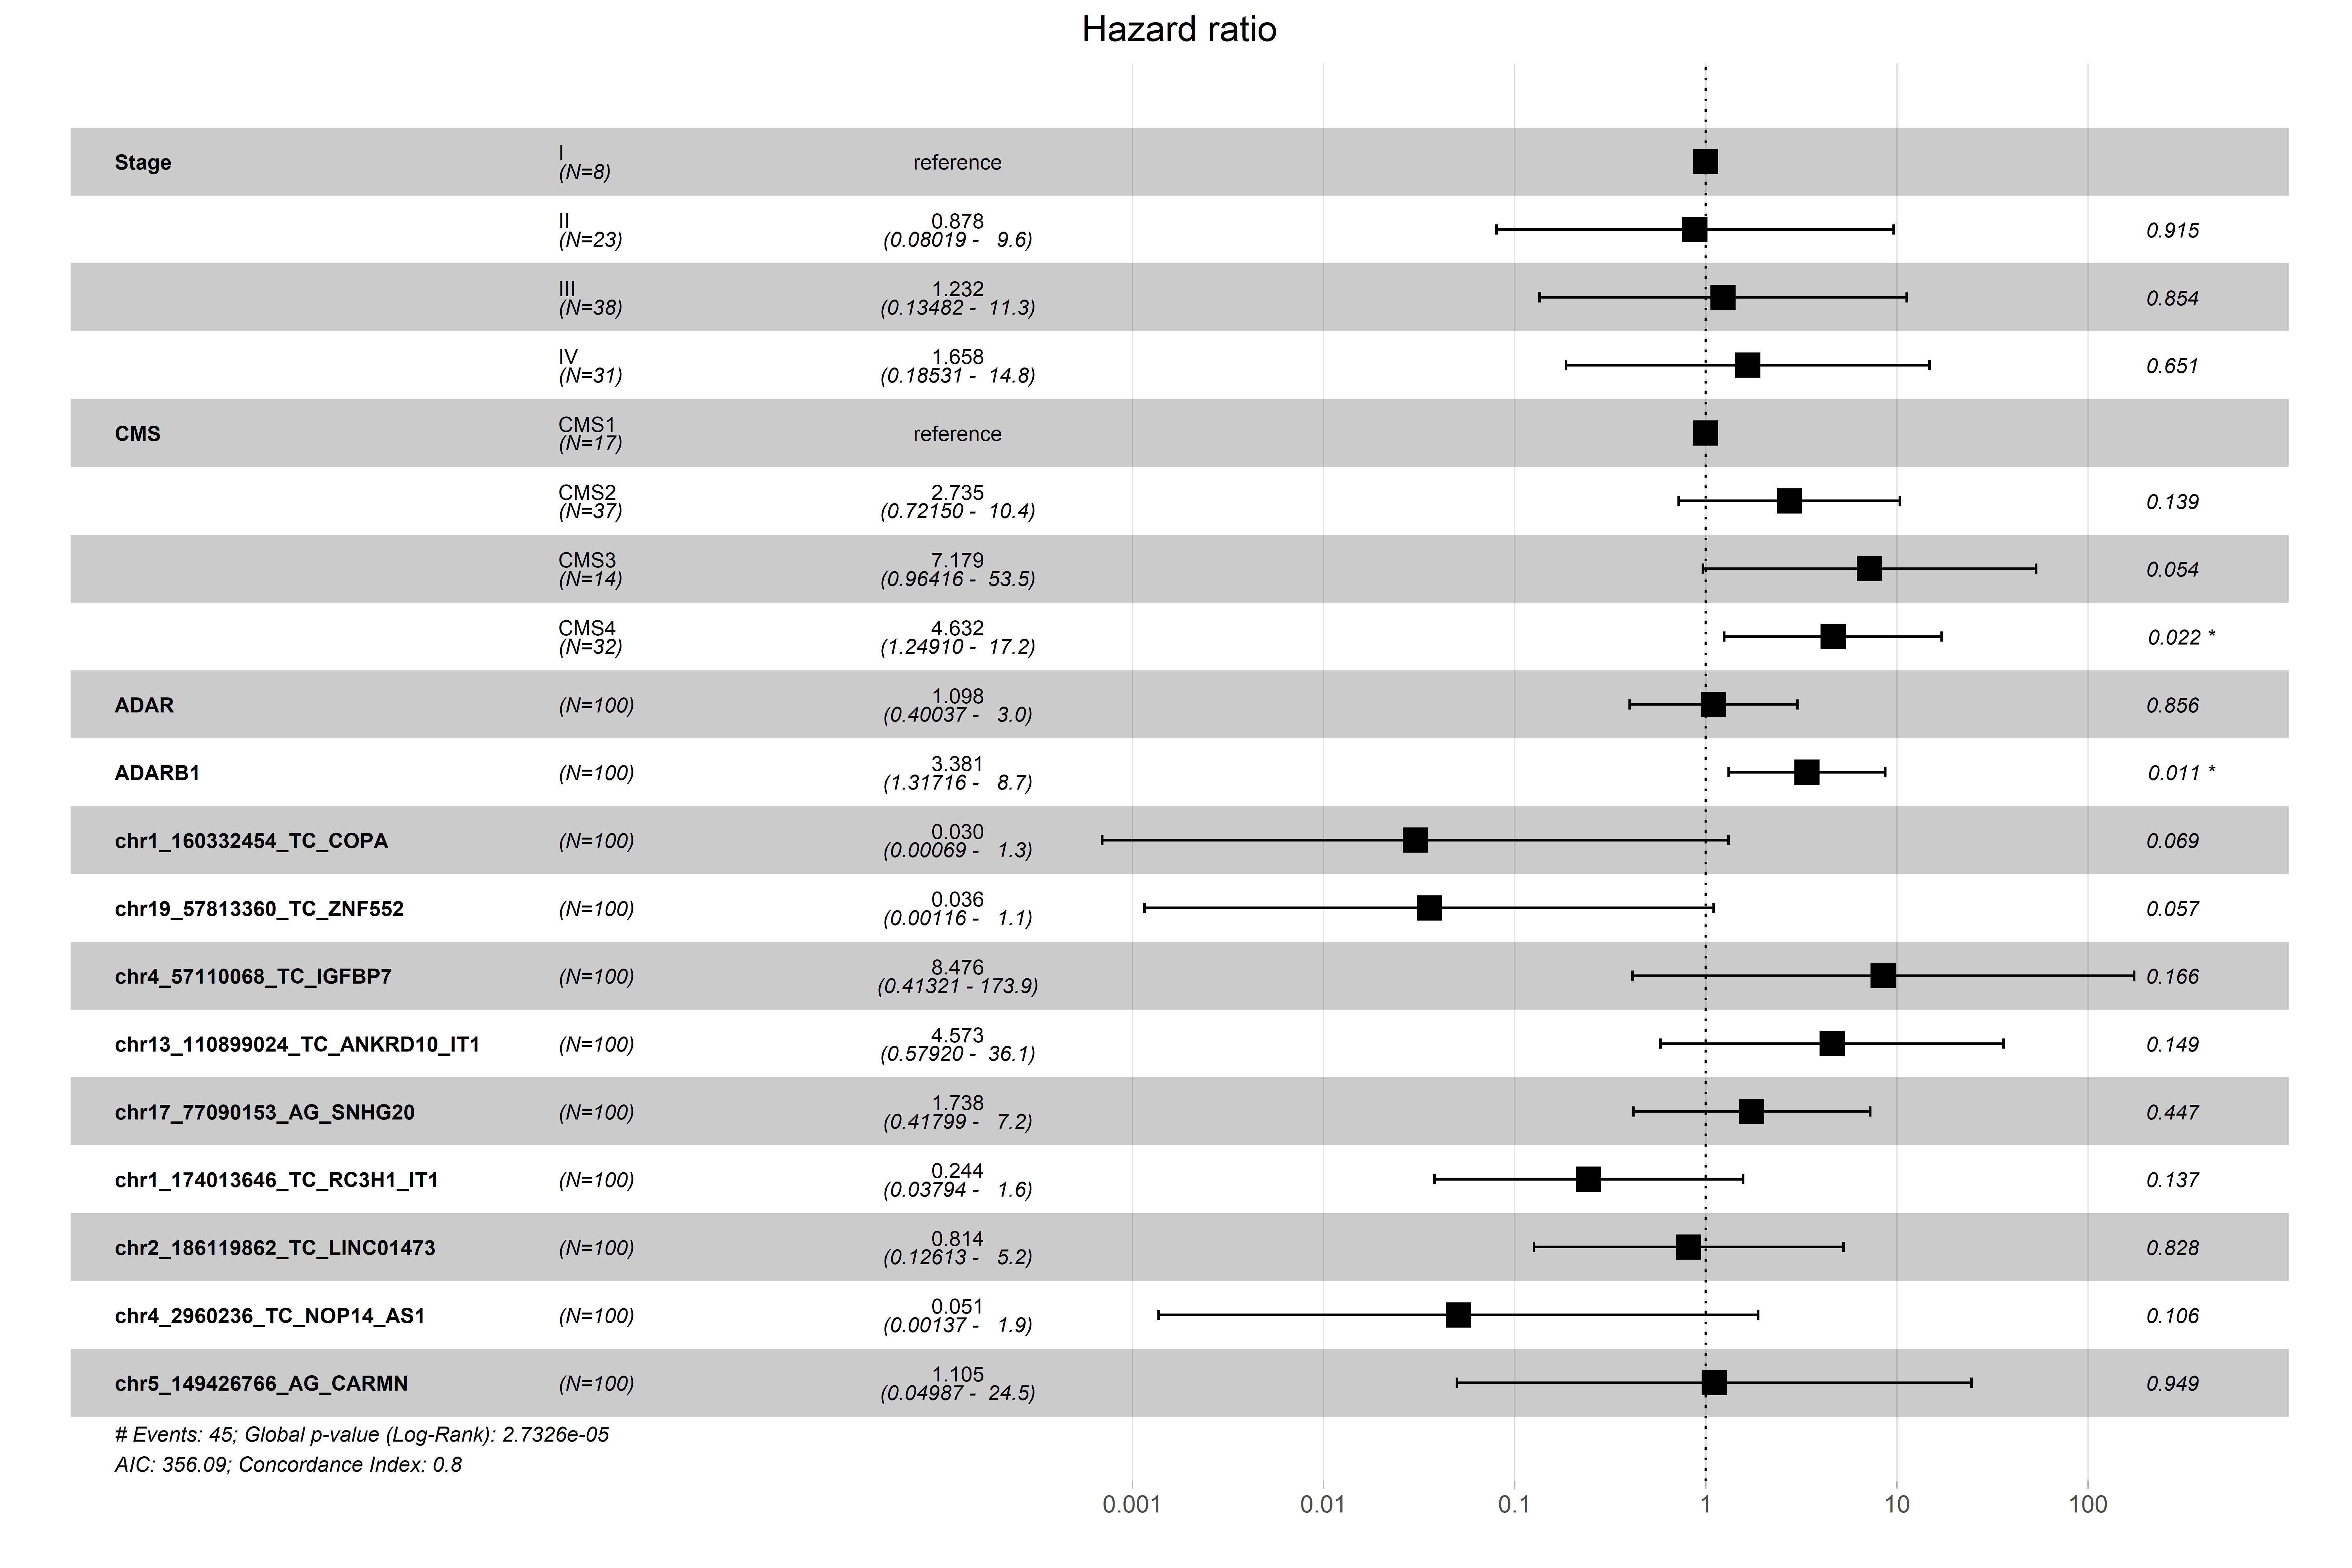 Hazard ratio
Stage I reference
(N=8)
II 0.878
(N=23) (0.08019 - 9.6) 0.915
III 1.232
(N=38) (0.13482 - 11.3) 0.854
IV 1.658
(N=31) (0.18531 - 14.8) 0.651
CMS CMS1 reference
(N=17)
CMS2 2.735
(N=37) (0.72150 - 10.4) 0.139
CMS3 7.179
(N=14) (0.96416 - 53.5) 0.054
CMS4 4.632
(N=32) (1.24910 - 17.2) 0.022 *
ADAR (N=100) 1.098
(0.40037 - 3.0) 0.856
ADARB1 (N=100) 3.381
(1.31716 - 8.7) 0.011 *
chr1_160332454_TC_COPA (N=100) 0.030
(0.00069 - 1.3) 0.069
chr19_57813360_TC_ZNF552 (N=100) 0.036
(0.00116 - 1.1) 0.057
chr4_57110068_TC_IGFBP7 (N=100) 8.476
(0.41321 - 173.9) 0.166
chr13_110899024_TC_ANKRD10_IT1 (N=100) 4.573
(0.57920 - 36.1) 0.149
chr17_77090153_AG_SNHG20 (N=100) 1.738
(0.41799 - 7.2) 0.447
chr1_174013646_TC_RC3H1_IT1 (N=100) 0.244
(0.03794 - 1.6) 0.137
chr2_186119862_TC_LINC01473 (N=100) 0.814
(0.12613 - 5.2) 0.828
chr4_2960236_TC_NOP14_AS1 (N=100) 0.051
(0.00137 - 1.9) 0.106
chr5_149426766_AG_CARMN (N=100) 1.105
(0.04987 - 24.5) 0.949
# Events: 45; Global p-value (Log-Rank): 2.7326e-05
AIC: 356.09; Concordance Index: 0.8
0.001 0.01 0.1 1 10 100